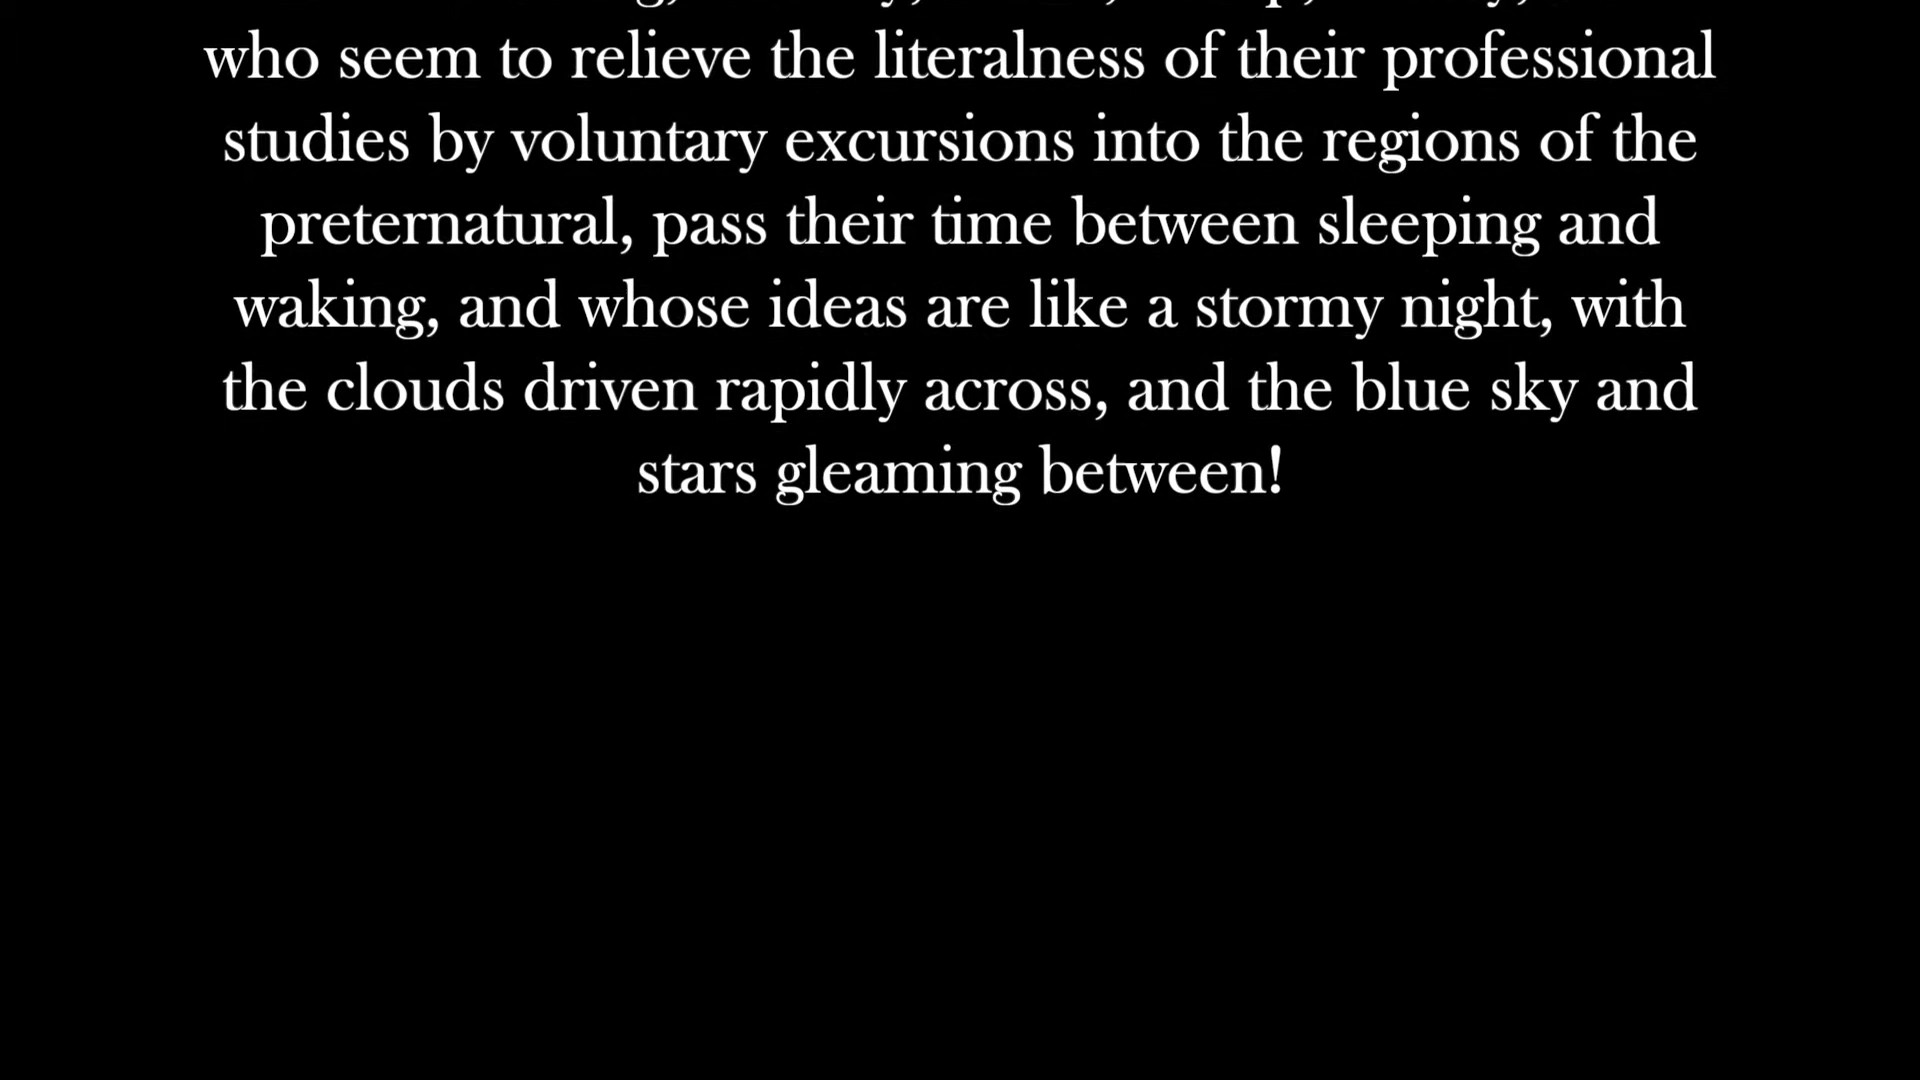 who seem to relieve the literalness of their professional
studies by voluntary excursions into the regions of the
preternatural, pass their time between sleeping and
waking, and whose ideas are like a stormy night, with
the clouds driven rapidly across, and the blue sky and
stars gleaming between!